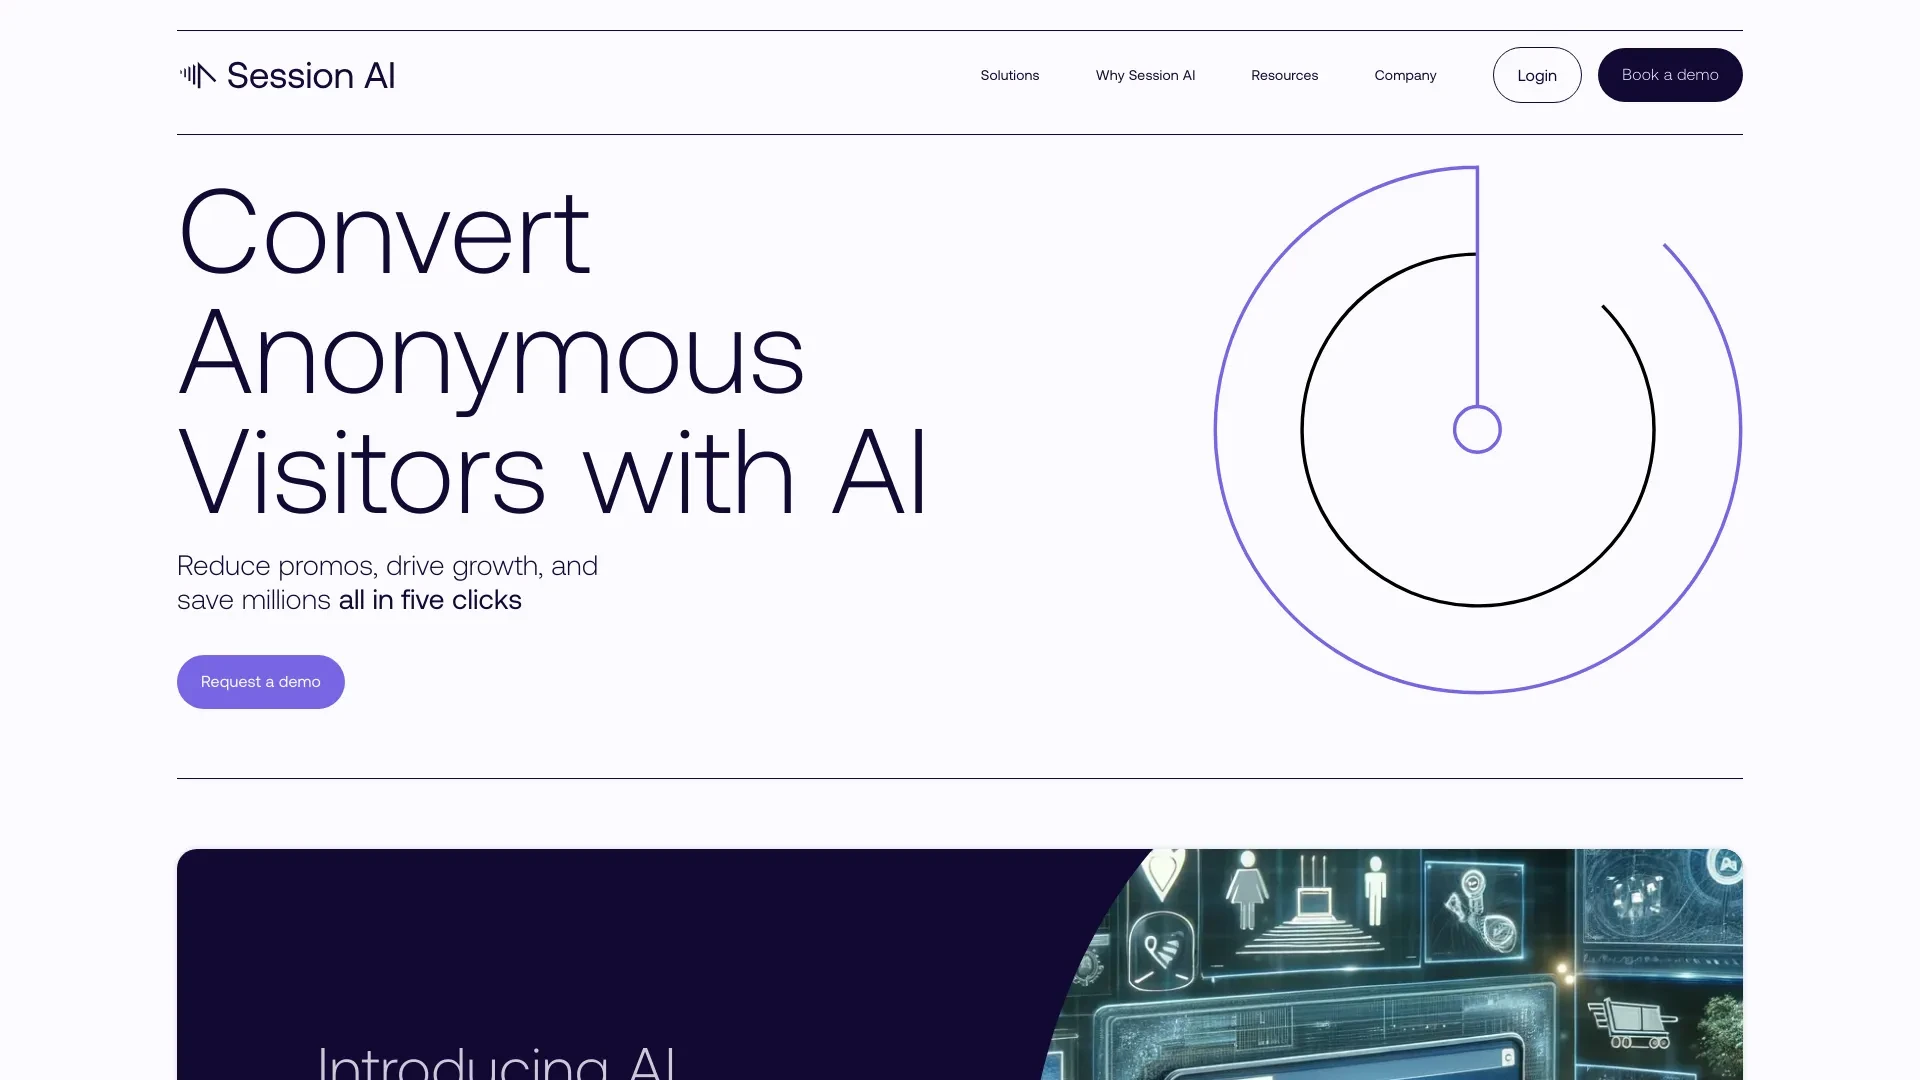 Session AI
Solutions
Why Session AI
Resources
Company
Login
Book a demo
Convert
Anonymous
Visitors with AI
Reduce promos, drive growth, and
save millions all in five clicks
Request a demo
Introducing AI